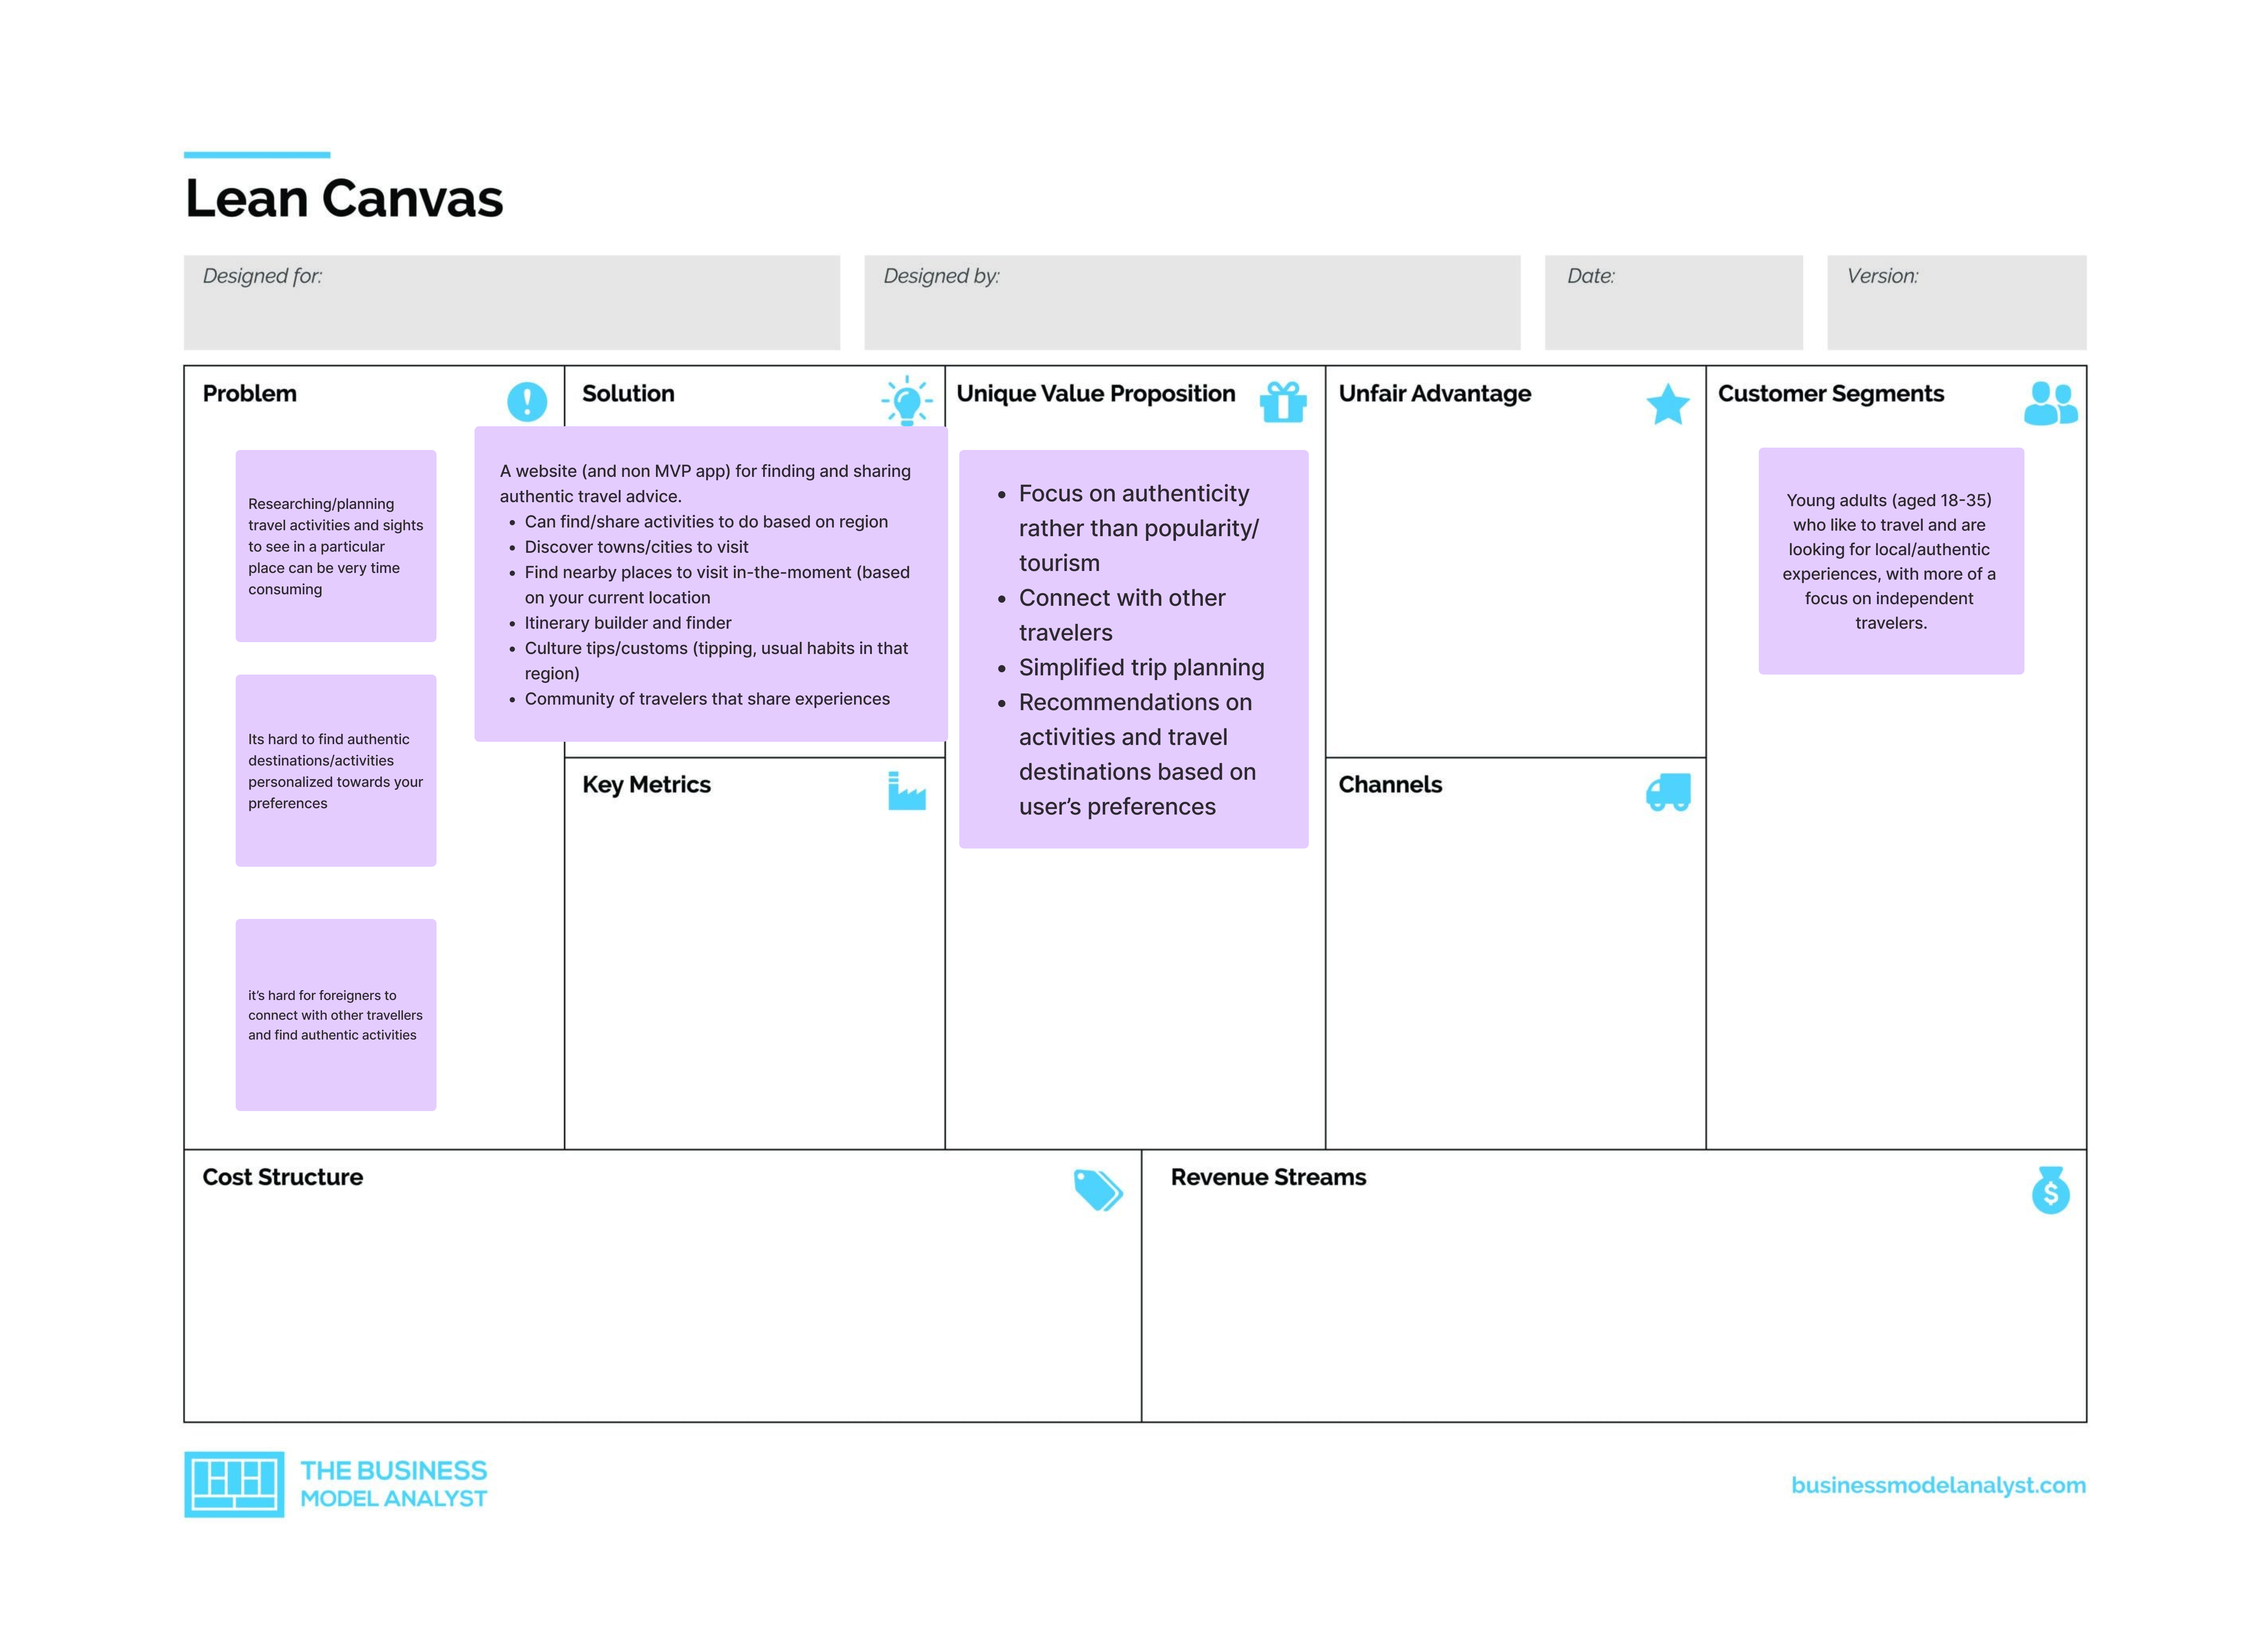 Lean Canvas
Designed for:
Designed by:
Date:
Version:
Problem
Researching/planning
travel activities and sights
to see in a particular
place can be very time
consuming
Its hard to find authentic
destinations/activities
personalized towards your
preferences
it's hard for foreigners to
connect with other travellers
and find authentic activities
Solution
A website (and non MVP app) for finding and sharing
authentic travel advice.
• Can find/share activities to do based on region
• Discover towns/cities to visit
• Find nearby places to visit in-the-moment (based
on your current location
• Itinerary builder and finder
• Culture tips/customs (tipping, usual habits in that
region)
• Community of travelers that share experiences
Key Metrics
Unique Value Proposition
• Focus on authenticity
rather than popularity/
tourism
• Connect with other
travelers
• Simplified trip planning
• Recommendations on
activities and travel
destinations based on
user's preferences
Unfair Advantage
Channels
Customer Segments
Young adults (aged 18-35)
who like to travel and are
looking for local/authentic
experiences, with more of a
focus on independent
travelers.
Cost Structure
Revenue Streams
$
THE BUSINESS
MODEL ANALYST
businessmodelanalyst.com